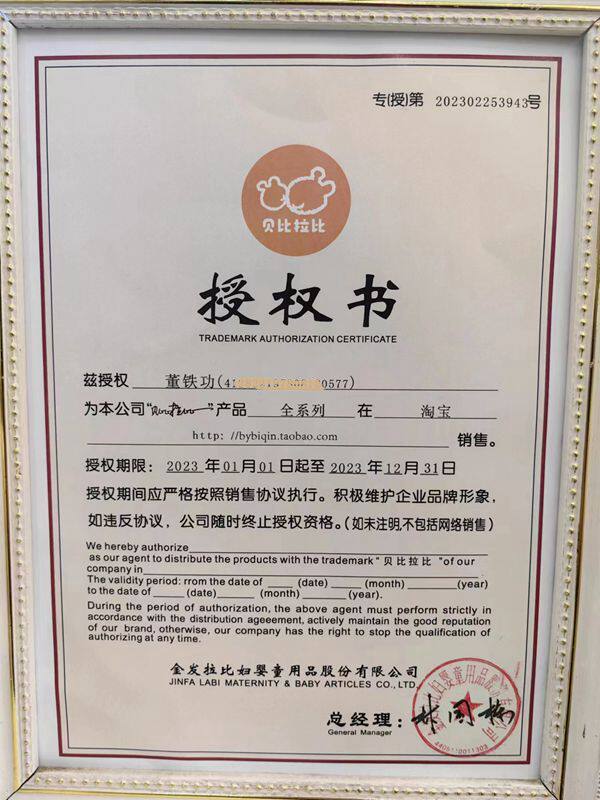 专(授)第 202302253943号
贝比拉比
授权书
TRADEMARK AUTHORIZATION CERTIFICATE
兹授权 董铁功(41 0577)
为本公司“ ”产品 全系列 在 淘宝
http: //bybiqin.taobao.com 销售。
授权期限: 2023 年 01月 01 日起至 2023 年 12月 31日
授权期间应严格按照销售协议执行。积极维护企业品牌形象,
如违反协议, 公司随时终止授权资格。(如未注明,不包括网络销售)
We hereby authorize
as our agent to distribute the products with the trademark " 贝比拉比 "of our
company in
The validity period: rrom the date of (date) (month) (year)
to the date of (date) (month) (year).
During the period of authorization, the above agent must perform strictly in
accordance with the distribution ageeement, actively maintain the good reputation
of our brand, otherwise, our company has the right to stop the qualification of
authorizing at any time.
金发拉比妇婴童用品股份有限公司
JINFA LABI MATERNITY & BABY ARTICLES CO., LTD.
总经理:
General Manager